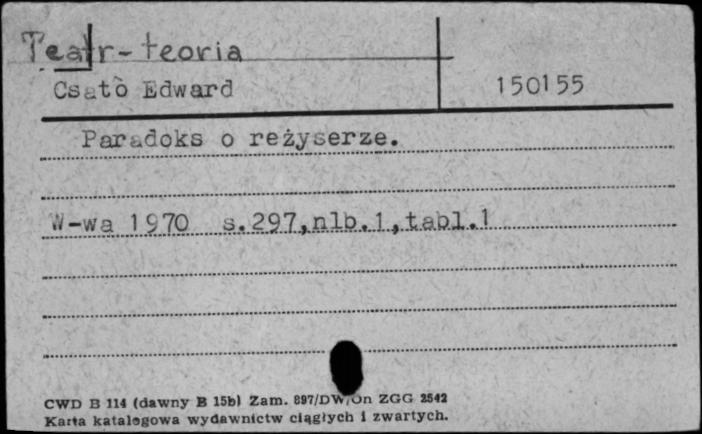 Teatr-teoria
Csatò Edward 150155
Paradoks o reżyserze.
W-wa 1970 s.297,nlb.1,tabl.1
CWD B 114 (dawny B 15b) Zam. 897/DW/On ZGG 2542
Karta katalogowa wydawnictw ciągłych i zwartych.